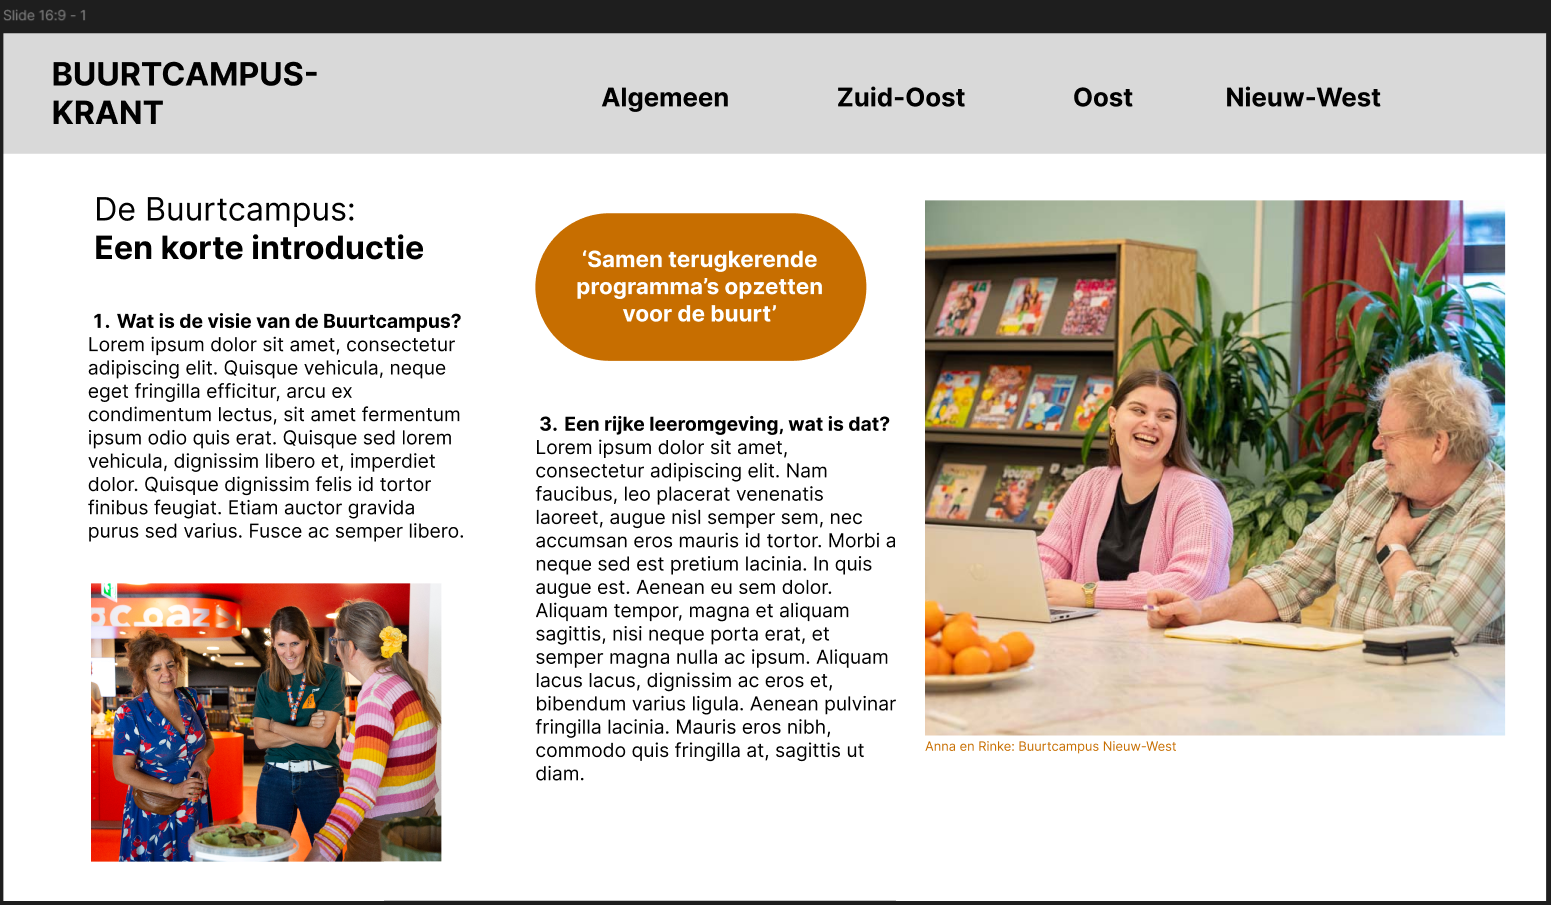 Slide 16:9 - 1
BUURTCAMPUS-
KRANT
Algemeen
Zuid-Oost
Oost
Nieuw-West
De Buurtcampus:
Een korte introductie
1. Wat is de visie van de Buurtcampus?
Lorem ipsum dolor sit amet, consectetur
adipiscing elit. Quisque vehicula, neque
eget fringilla efficitur, arcu ex
condimentum lectus, sit amet fermentum
ipsum odio quis erat. Quisque sed lorem
vehicula, dignissim libero et, imperdiet
dolor. Quisque dignissim felis id tortor
finibus feugiat. Etiam auctor gravida
purus sed varius. Fusce ac semper libero.
‘Samen terugkerende
programma’s opzetten
voor de buurt’
3. Een rijke leeromgeving, wat is dat?
Lorem ipsum dolor sit amet,
consectetur adipiscing elit. Nam
faucibus, leo placerat venenatis
laoreet, augue nisl semper sem, nec
accumsan eros mauris id tortor. Morbi a
neque sed est pretium lacinia. In quis
augue est. Aenean eu sem dolor.
Aliquam tempor, magna et aliquam
sagittis, nisi neque porta erat, et
semper magna nulla ac ipsum. Aliquam
lacus lacus, dignissim ac eros et,
bibendum varius ligula. Aenean pulvinar
fringilla lacinia. Mauris eros nibh,
commodo quis fringilla at, sagittis ut
diam.
Anna en Rinke: Buurtcampus Nieuw-West